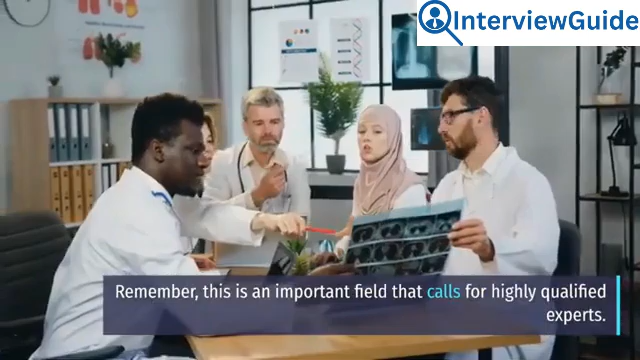 InterviewGuide
Remember, this is an important field that calls for highly qualified
experts.